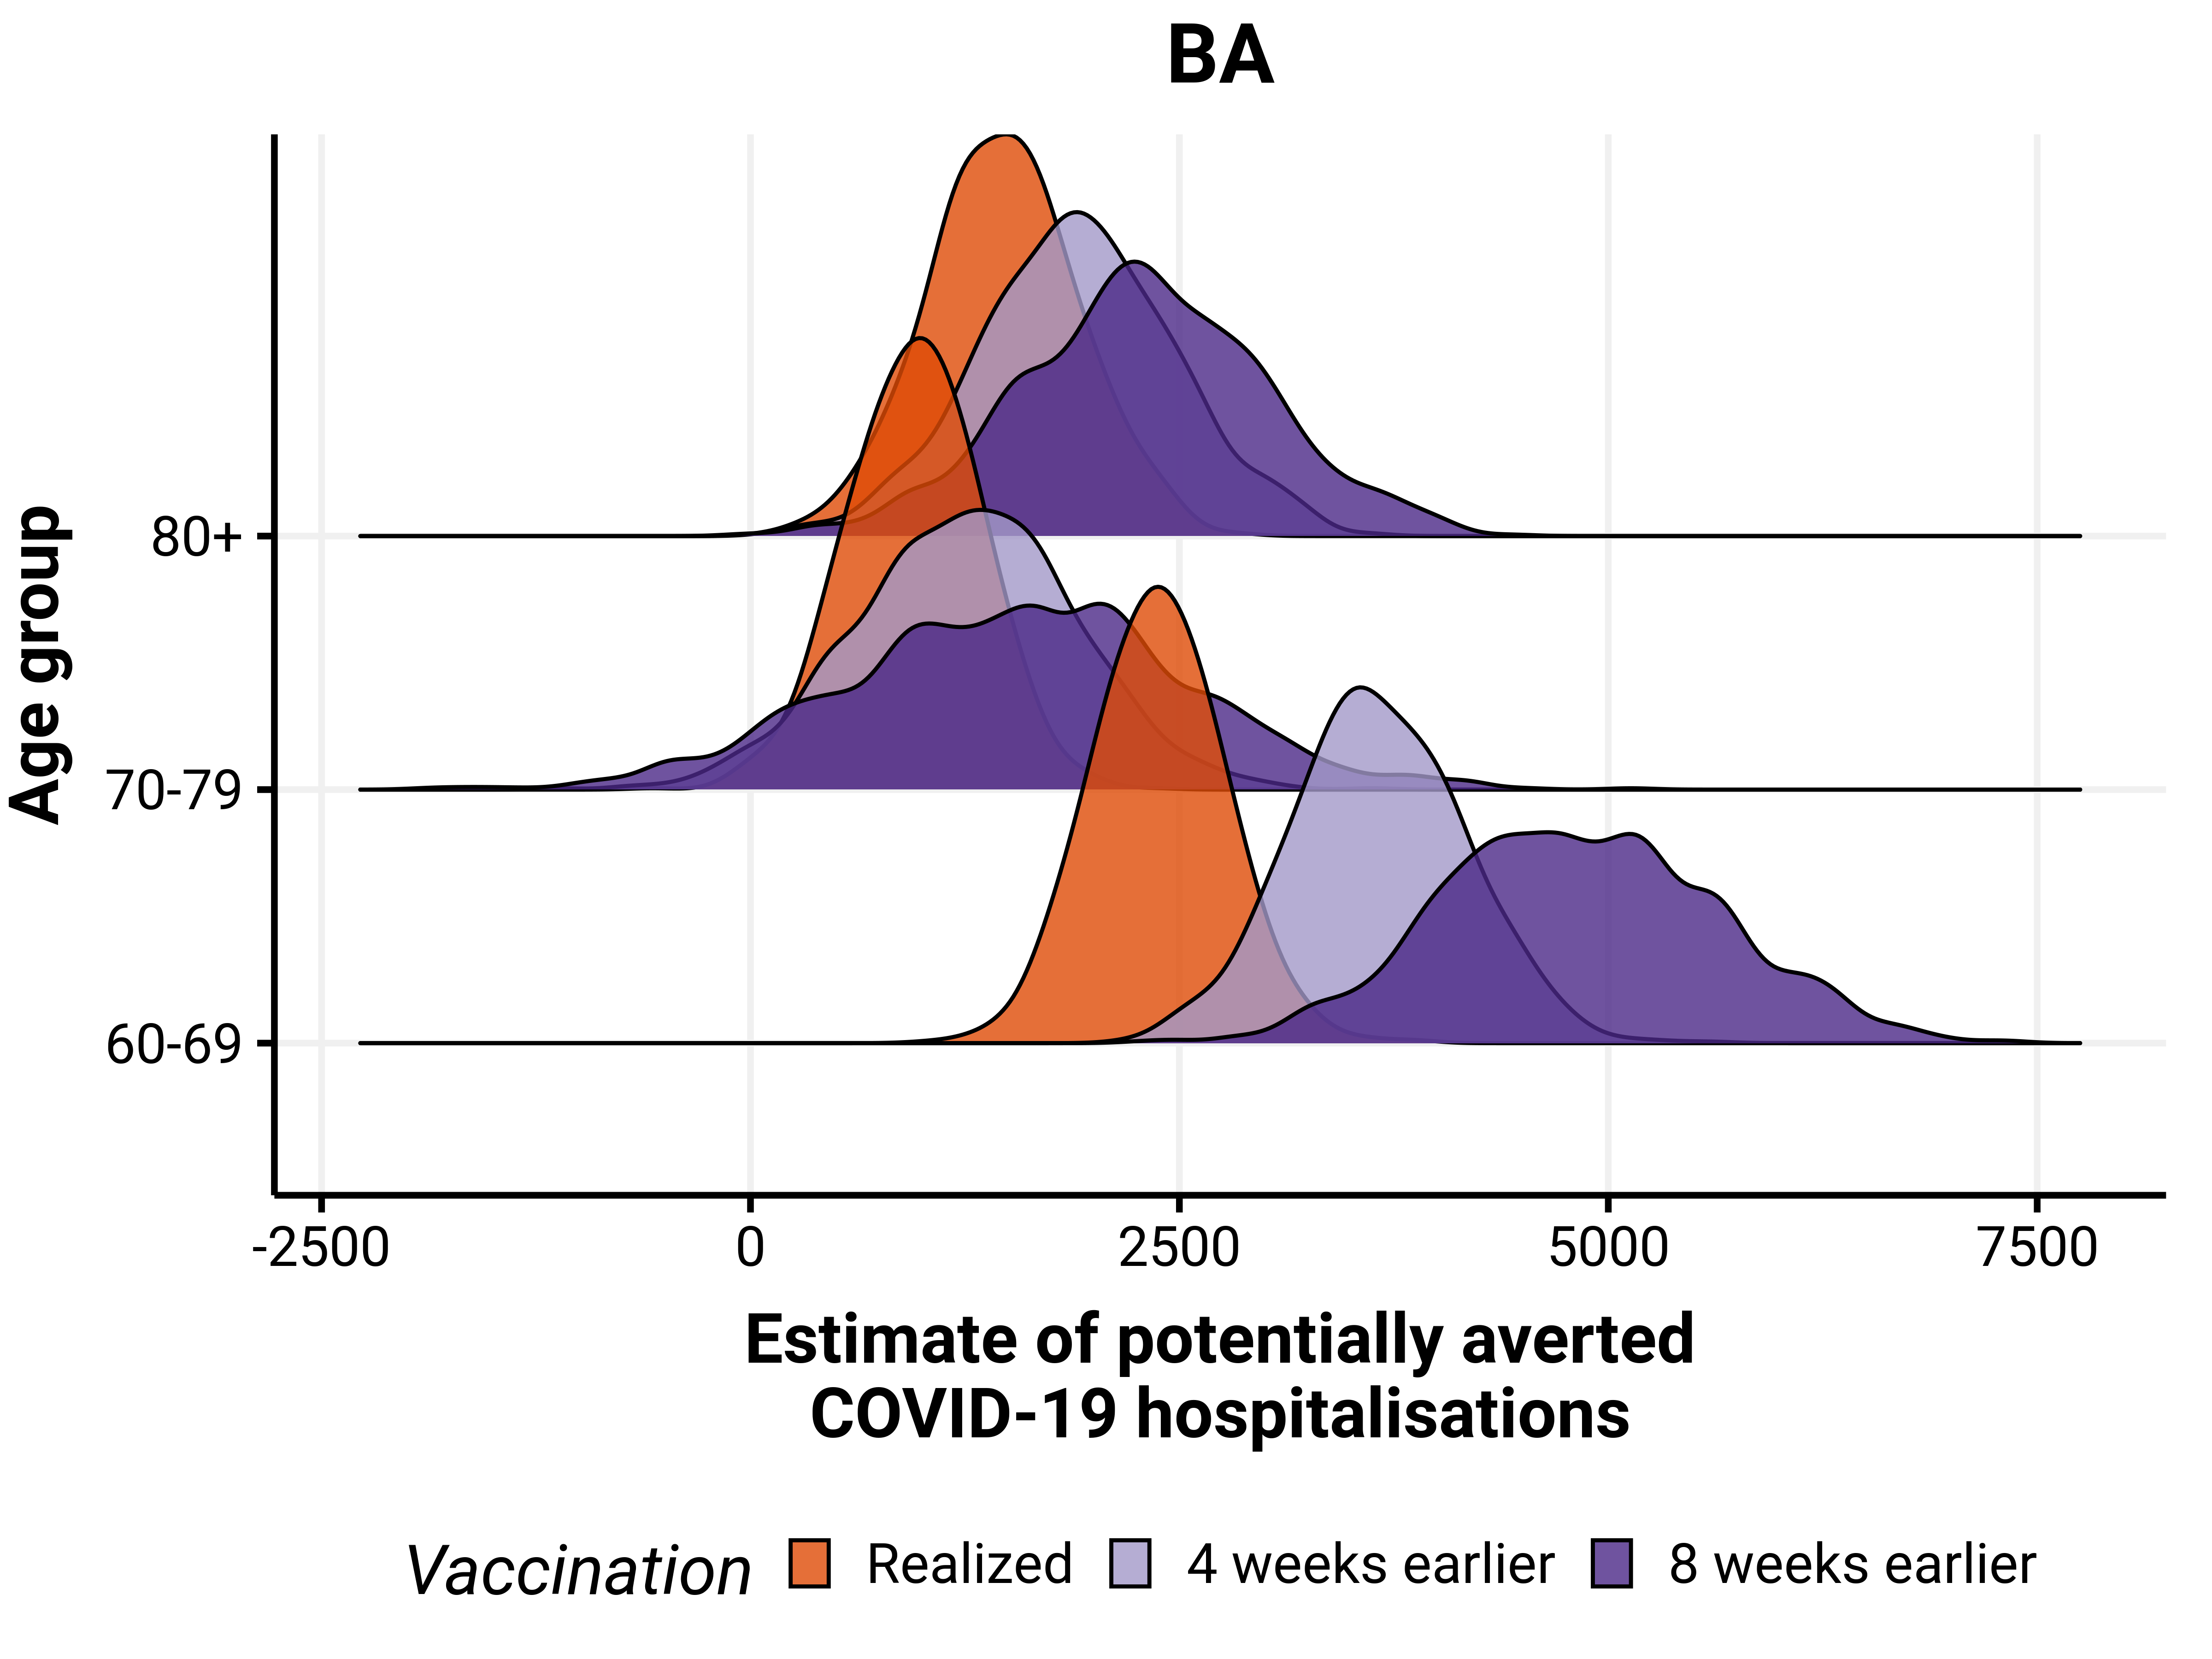 BA
Age group
80+
70-79
60-69
-2500 0 2500 5000 7500
Estimate of potentially averted
COVID-19 hospitalisations
Vaccination Realized 4 weeks earlier 8 weeks earlier